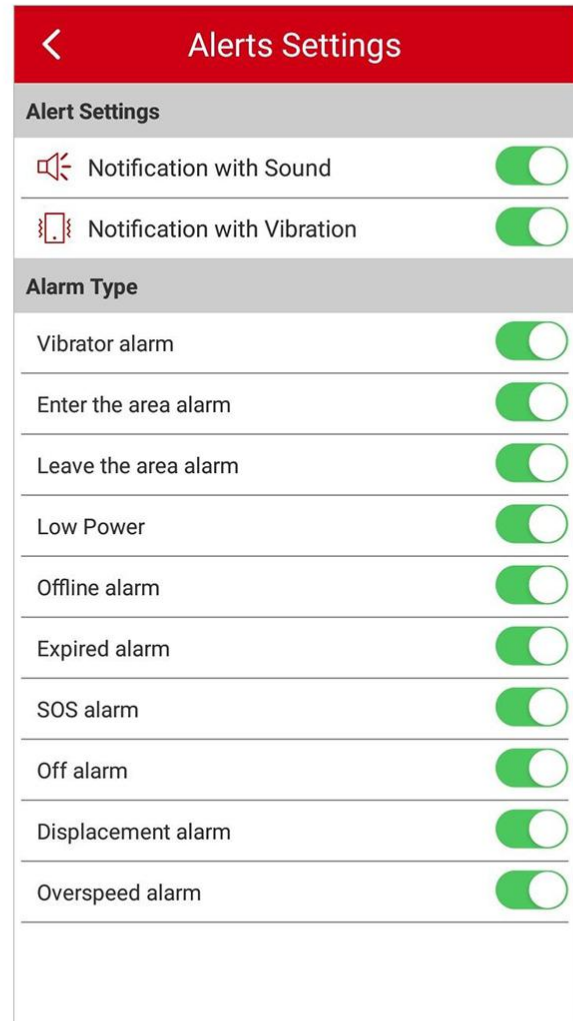 Alerts Settings
Alert Settings
Notification with Sound
Notification with Vibration
Alarm Type
Vibrator alarm
Enter the area alarm
Leave the area alarm
Low Power
Offline alarm
Expired alarm
SOS alarm
Off alarm
Displacement alarm
Overspeed alarm